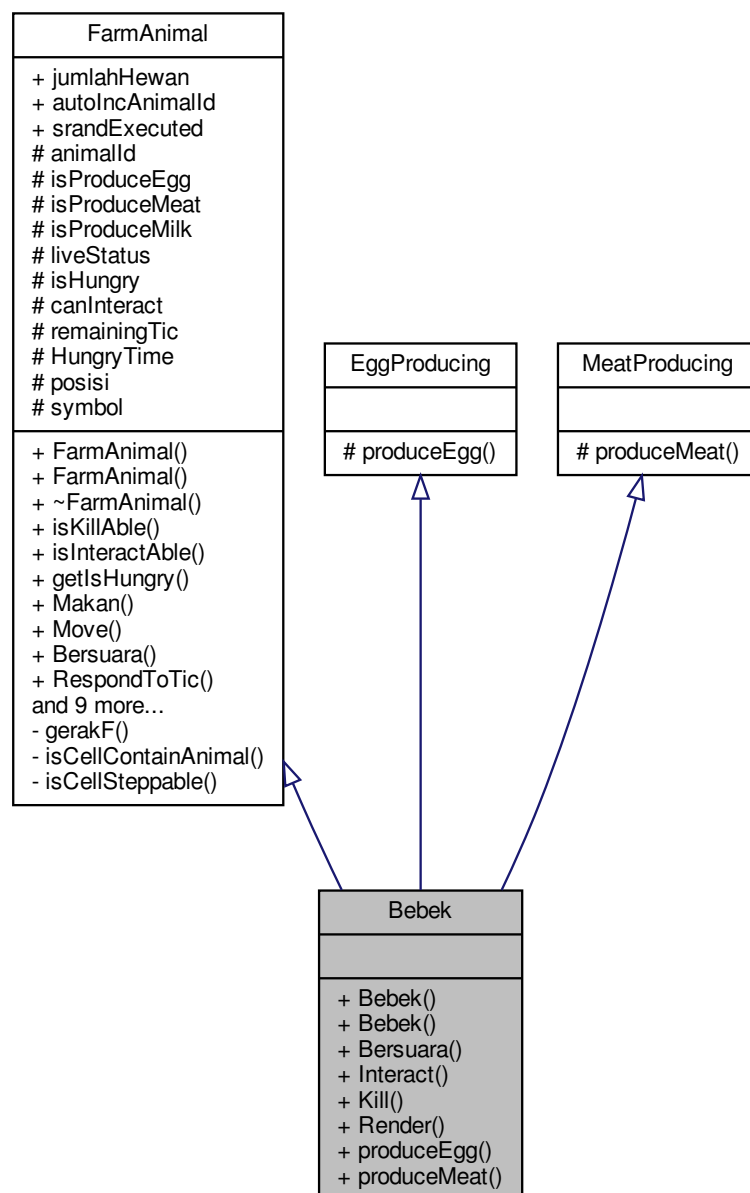 FarmAnimal
+ jumlahHewan
+ autoIncAnimalId
+ srandExecuted
# animalId
# isProduceEgg
# isProduceMeat
# isProduceMilk
# liveStatus
# isHungry
# canInteract
# remainingTic
# HungryTime
# posisi
# symbol
+ FarmAnimal()
+ FarmAnimal()
+ ~FarmAnimal()
+ isKillAble()
+ isInteractAble()
+ getIsHungry()
+ Makan()
+ Move()
+ Bersuara()
+ RespondToTic()
and 9 more...
- gerakF()
- isCellContainAnimal()
- isCellSteppable()
EggProducing
# produceEgg()
MeatProducing
# produceMeat()
Bebek
+ Bebek()
+ Bebek()
+ Bersuara()
+ Interact()
+ Kill()
+ Render()
+ produceEgg()
+ produceMeat()